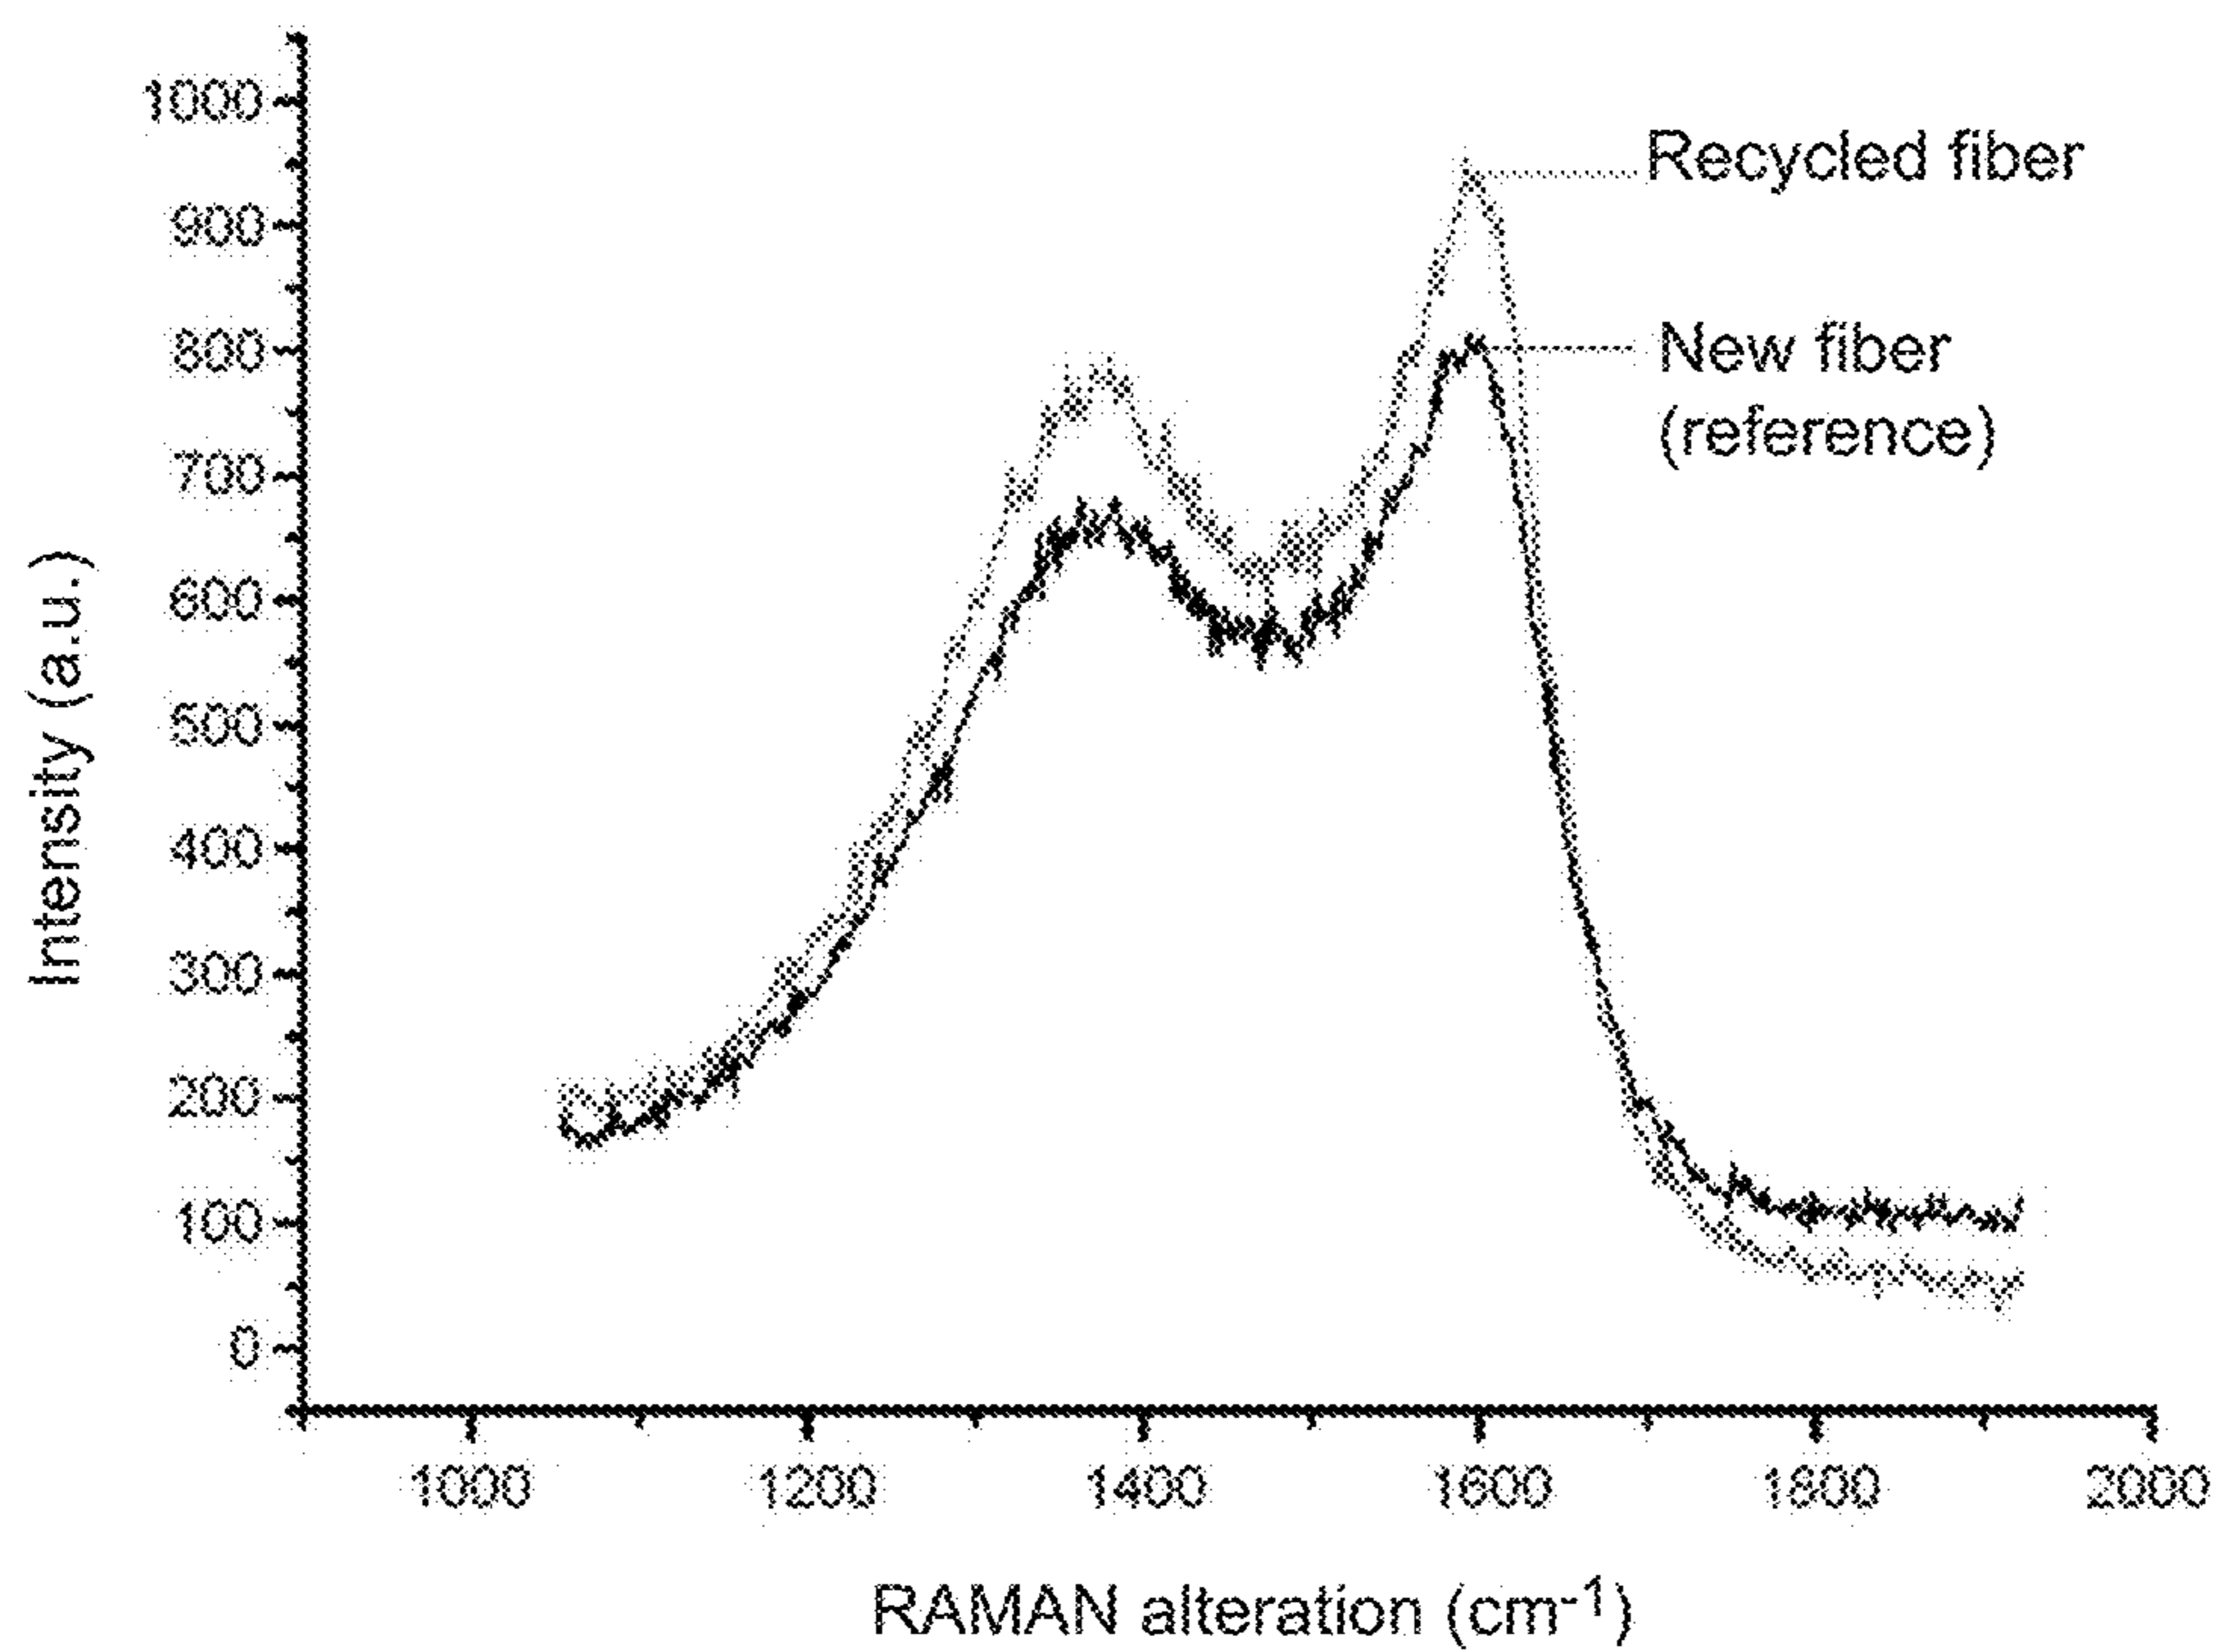 1000
900
800
700
600
500
400
300
200
100
0
Intensity (a.u.)
Recycled fiber
New fiber
(reference)
1000 1200 1400 1600 1800 2000
RAMAN alteration (cm-1)